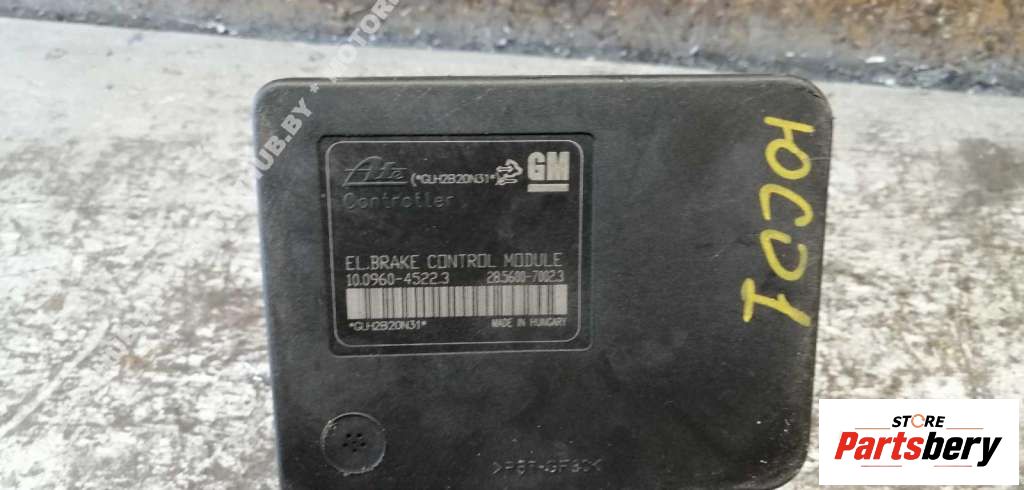 Ate (*GLH2B20N31*) GM
Controller
EL.BRAKE CONTROL MODULE
10.0960-4522.3 28.5600-7002.3
*GLH2B20N31*
MADE IN HUNGARY
>PBT-GF30<
STORE
Partsbery